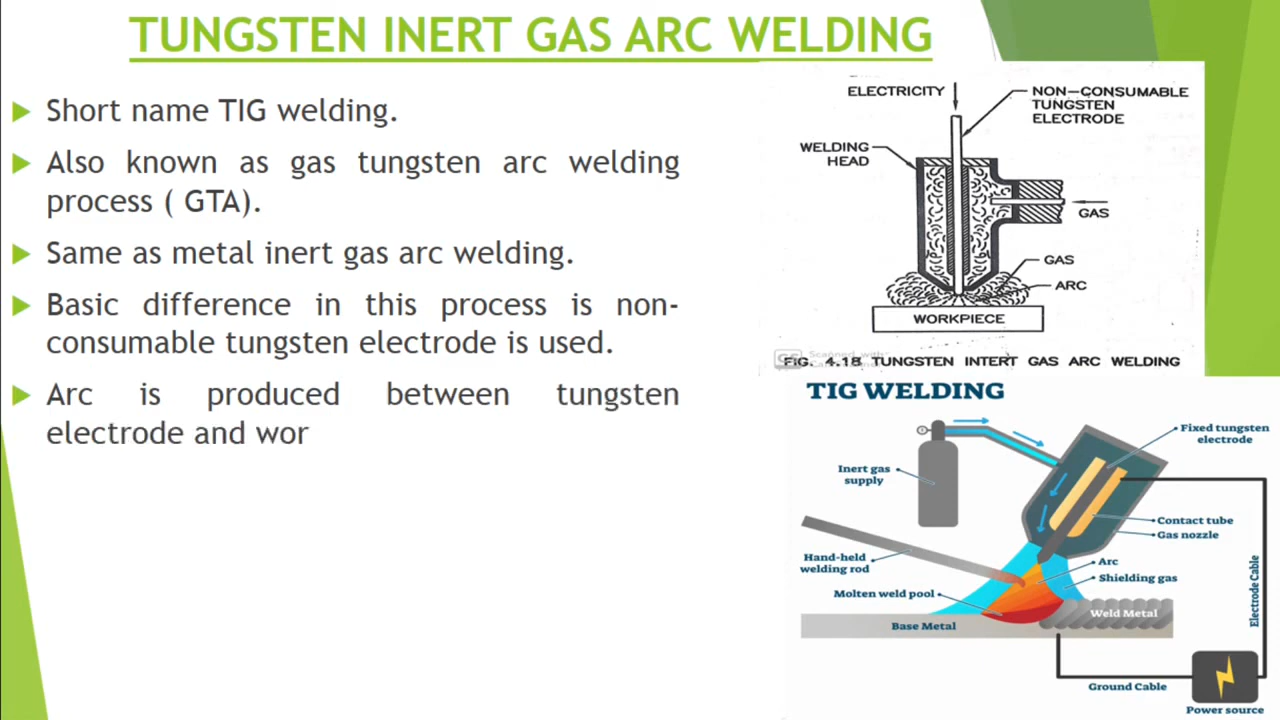 TUNGSTEN INERT GAS ARC WELDING
Short name TIG welding.
Also known as gas tungsten arc welding
process ( GTA).
Same as metal inert gas arc welding.
Basic difference in this process is non-
consumable tungsten electrode is used.
Arc is produced between tungsten
electrode and wor
ELECTRICITY
NON-CONSUMABLE
TUNGSTEN
ELECTRODE
WELDING
HEAD
GAS
GAS
ARC
WORKPIECE
Scanned with
FIG. 4.18 TUNGSTEN INTERT GAS ARC WELDING
TIG WELDING
Fixed tungsten
electrode
Inert gas
supply
Contact tube
Gas nozzle
Hand-held
welding rod
Arc
Shielding gas
Molten weld pool
Weld Metal
Base Metal
Electrode Cable
Ground Cable
Power source